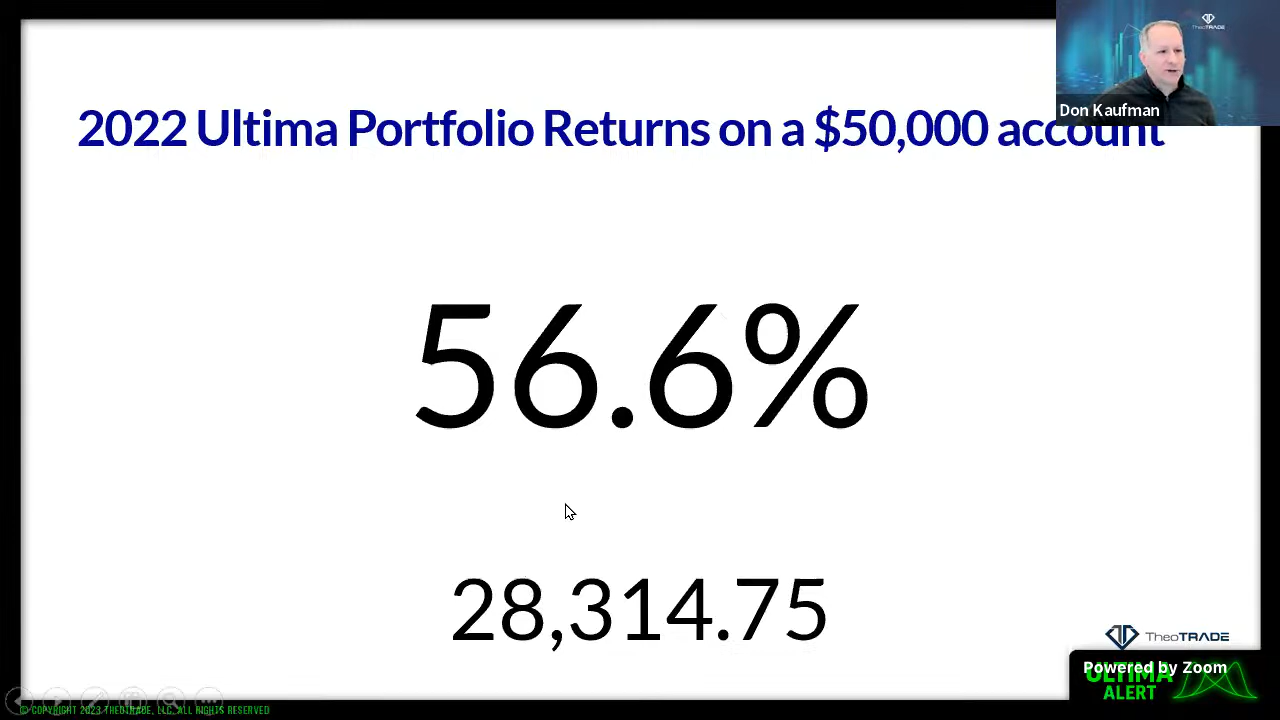 TheoTRADE
Don Kaufman
2022 Ultima Portfolio Returns on a $50,000 account
56.6%
28,314.75
TheoTRADE
Powered by Zoom
ULTIMA
ALERT
© COPYRIGHT 2023 THEOTRADE, LLC. ALL RIGHTS RESERVED